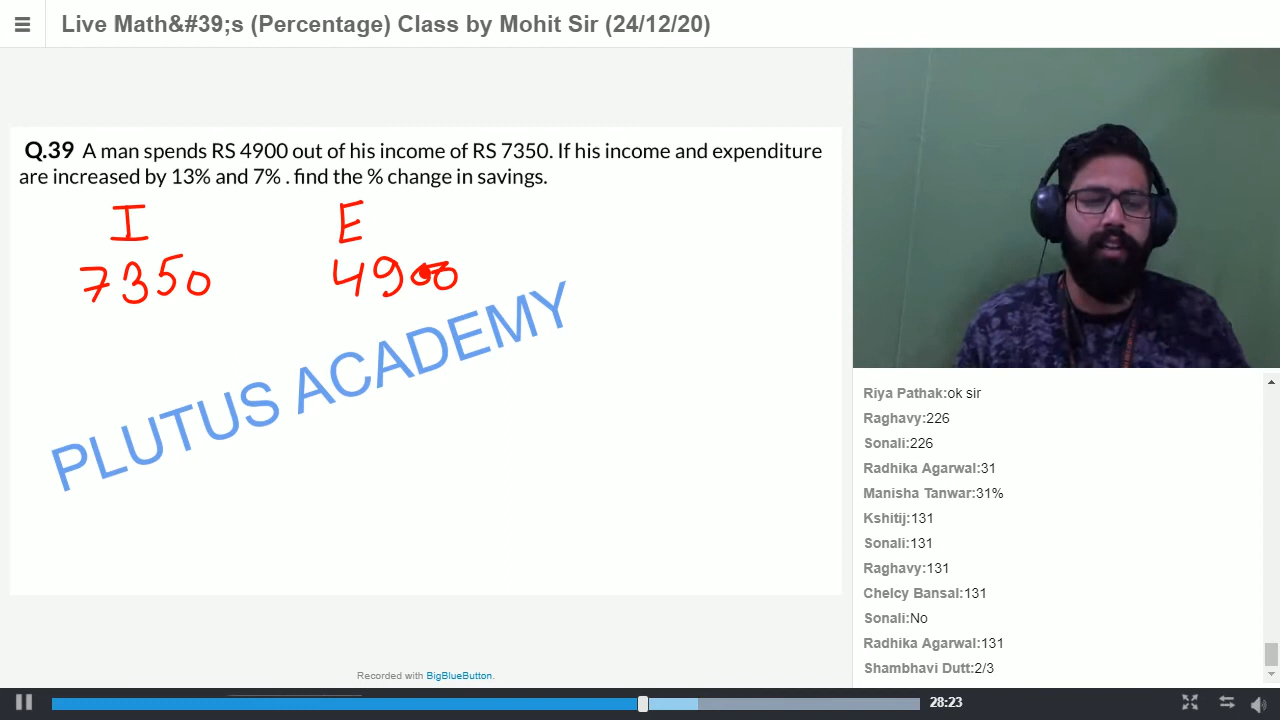 Live Math&#39;s (Percentage) Class by Mohit Sir (24/12/20)
Q.39 A man spends RS 4900 out of his income of RS 7350. If his income and expenditure
are increased by 13% and 7% . find the % change in savings.
I E
7350 4900
PLUTUS ACADEMY
Recorded with BigBlueButton.
Riya Pathak:ok sir
Raghavy:226
Sonali:226
Radhika Agarwal:31
Manisha Tanwar:31%
Kshitij:131
Sonali:131
Raghavy:131
Chelcy Bansal:131
Sonali:No
Radhika Agarwal:131
Shambhavi Dutt:2/3
28:23